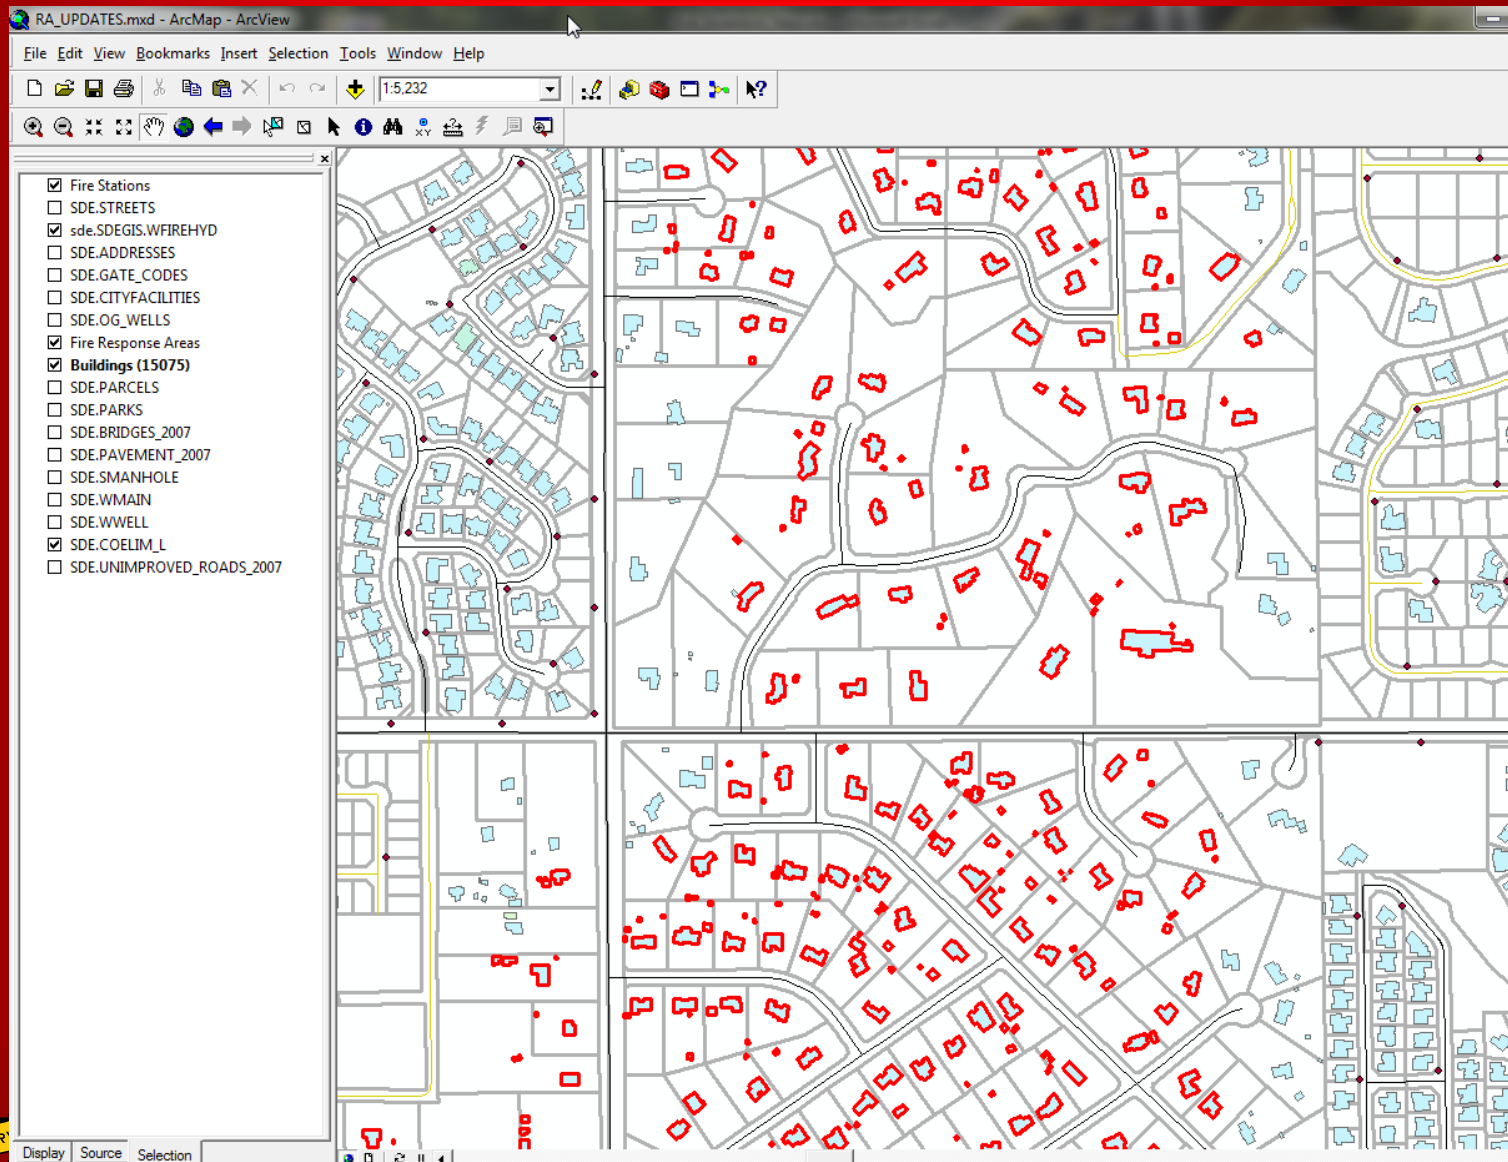 RA_UPDATES.mxd - ArcMap - ArcView
File Edit View Bookmarks Insert Selection Tools Window Help
1:5,232
Fire Stations
SDE.STREETS
sde.SDEGIS.WFIREHYD
SDE.ADDRESSES
SDE.GATE_CODES
SDE.CITYFACILITIES
SDE.OG_WELLS
Fire Response Areas
Buildings (15075)
SDE.PARCELS
SDE.PARKS
SDE.BRIDGES_2007
SDE.PAVEMENT_2007
SDE.SMANHOLE
SDE.WMAIN
SDE.WWELL
SDE.COELIM_L
SDE.UNIMPROVED_ROADS_2007
Display Source Selection